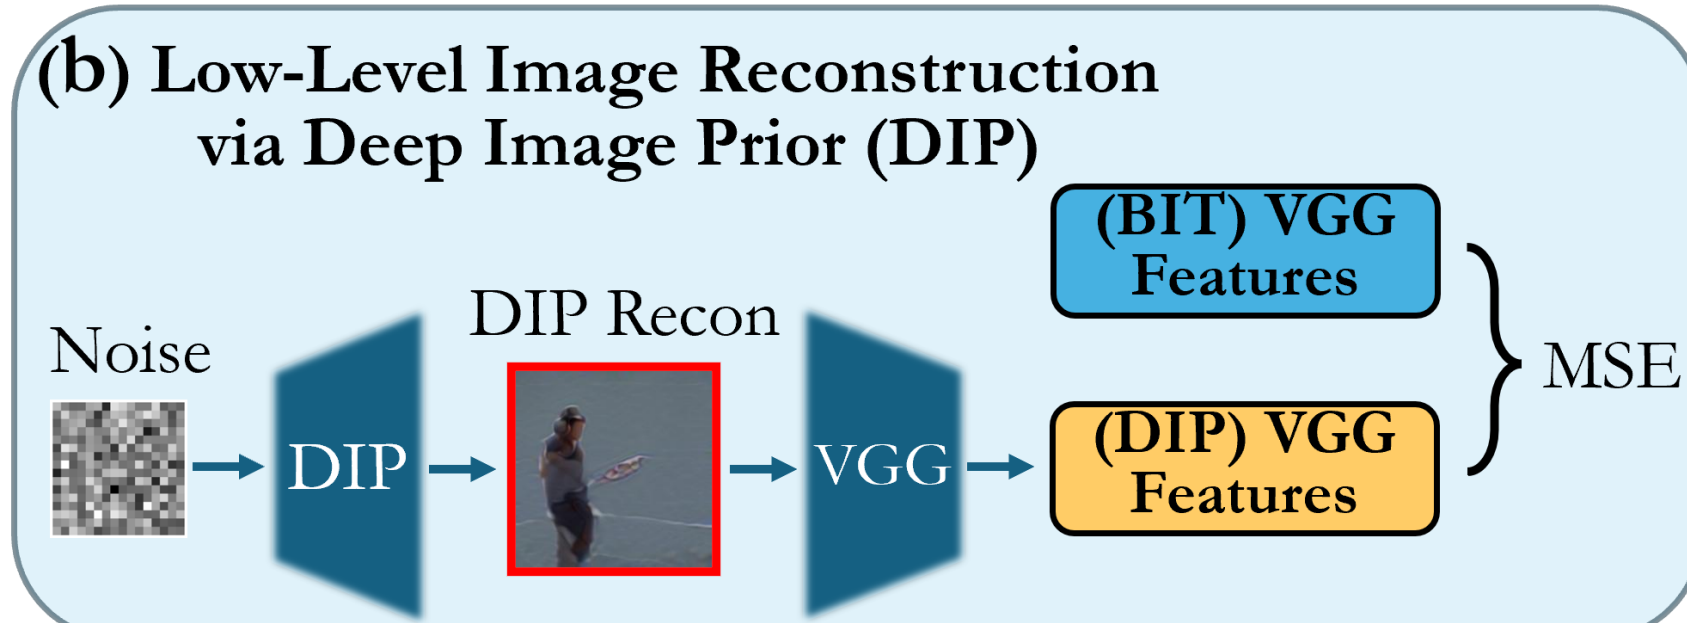 (b) Low-Level Image Reconstruction
via Deep Image Prior (DIP)
(BIT) VGG
Features
Noise
DIP Recon
DIP
VGG
(DIP) VGG
Features
MSE